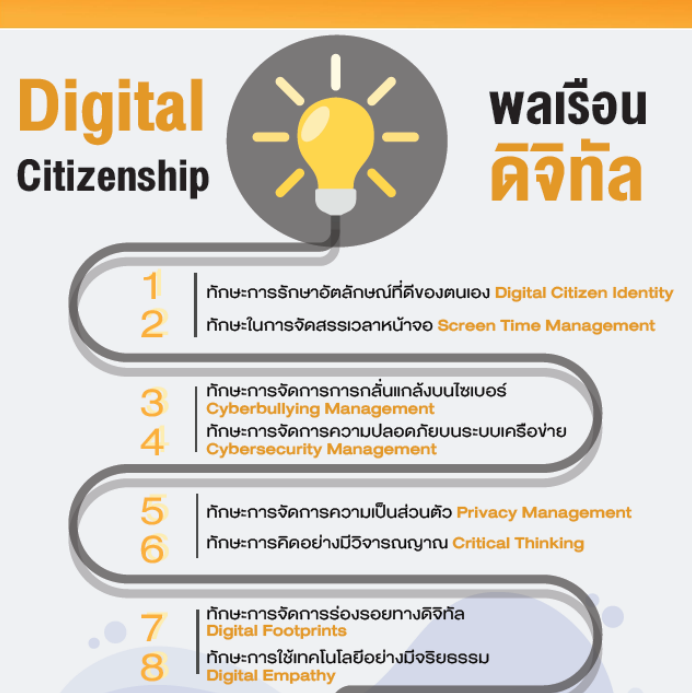 Digital
Citizenship
พลเรือน
ดิจิทัล
1 ทักษะการรักษาอัตลักษณ์ที่ดีของตนเอง Digital Citizen Identity
2 ทักษะในการจัดสรรเวลาหน้าจอ Screen Time Management
3 ทักษะการจัดการการกลั่นแกล้งบนไซเบอร์
Cyberbullying Management
4 ทักษะการจัดการความปลอดภัยบนระบบเครือข่าย
Cybersecurity Management
5 ทักษะการจัดการความเป็นส่วนตัว Privacy Management
6 ทักษะการคิดอย่างมีวิจารณญาณ Critical Thinking
7 ทักษะการจัดการร่องรอยทางดิจิทัล
Digital Footprints
8 ทักษะการใช้เทคโนโลยีอย่างมีจริยธรรม
Digital Empathy